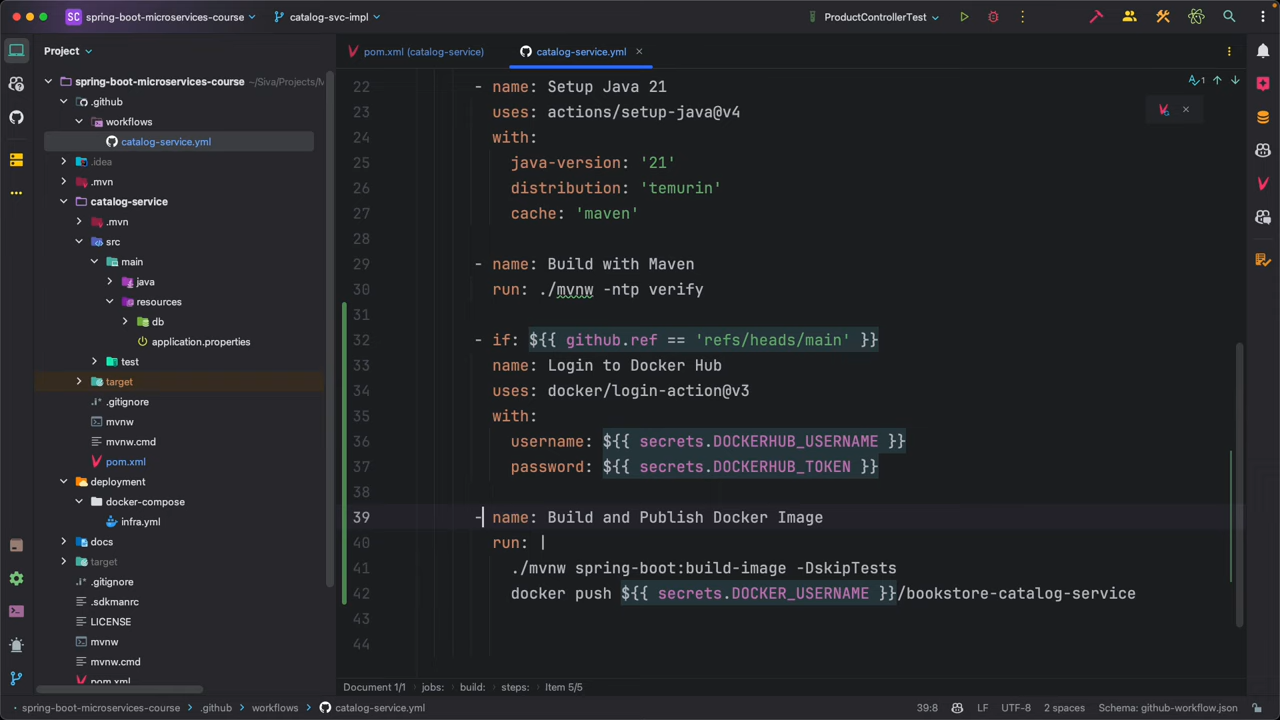 SC spring-boot-microservices-course catalog-svc-impl ProductControllerTest
Project
pom.xml (catalog-service) catalog-service.yml
spring-boot-microservices-course ~/Siva/Projects/M
.github
workflows
catalog-service.yml
.idea
.mvn
catalog-service
.mvn
src
main
java
resources
db
application.properties
test
target
.gitignore
mvnw
mvnw.cmd
pom.xml
deployment
docker-compose
infra.yml
docs
target
.gitignore
.sdkmanrc
LICENSE
mvnw
mvnw.cmd
pom.xml
22 - name: Setup Java 21
23 uses: actions/setup-java@v4
24 with:
25 java-version: '21'
26 distribution: 'temurin'
27 cache: 'maven'
28
29 - name: Build with Maven
30 run: ./mvnw -ntp verify
31
32 - if: ${{ github.ref == 'refs/heads/main' }}
33 name: Login to Docker Hub
34 uses: docker/login-action@v3
35 with:
36 username: ${{ secrets.DOCKERHUB_USERNAME }}
37 password: ${{ secrets.DOCKERHUB_TOKEN }}
38
39 - name: Build and Publish Docker Image
40 run: |
41 ./mvnw spring-boot:build-image -DskipTests
42 docker push ${{ secrets.DOCKER_USERNAME }}/bookstore-catalog-service
43
44
1
Document 1/1 jobs: build: steps: Item 5/5
spring-boot-microservices-course .github workflows catalog-service.yml 39:8 LF UTF-8 2 spaces Schema: github-workflow.json